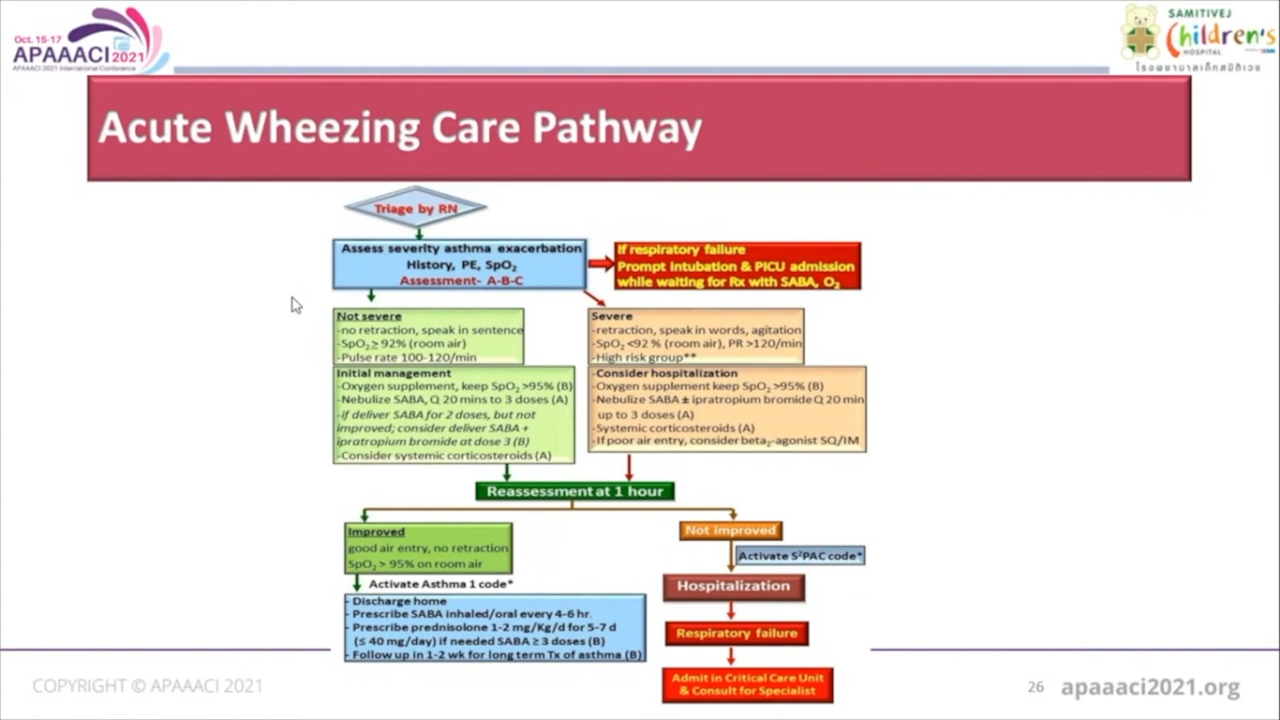 Oct. 15-17
APAAACI 2021
APAAACI 2021 International Conference
SAMITIVEJ
Children's
HOSPITAL
โรงพยาบาลเด็กสมิติเวช
Acute Wheezing Care Pathway
Triage by RN
Assess severity asthma exacerbation
History, PE, SpO₂
Assessment- A-B-C
If respiratory failure
Prompt Intubation & PICU admission
while waiting for Rx with SABA, O₂
Not severe
-no retraction, speak in sentence
-SpO₂ ≥ 92% (room air)
-Pulse rate 100-120/min
Severe
-retraction, speak in words, agitation
-SpO₂ <92 % (room air), PR >120/min
-High risk group**
Initial management
-Oxygen supplement, keep SpO₂ >95% (B)
-Nebulize SABA, Q 20 mins to 3 doses (A)
-if deliver SABA for 2 doses, but not
improved; consider deliver SABA +
ipratropium bromide at dose 3 (B)
-Consider systemic corticosteroids (A)
Consider hospitalization
-Oxygen supplement keep SpO₂ >95% (B)
-Nebulize SABA ± ipratropium bromide Q 20 min
up to 3 doses (A)
-Systemic corticosteroids (A)
-If poor air entry, consider beta₂-agonist SQ/IM
Reassessment at 1 hour
Improved
good air entry, no retraction
SpO₂ > 95% on room air
Activate Asthma 1 code*
- Discharge home
- Prescribe SABA inhaled/oral every 4-6 hr.
- Prescribe prednisolone 1-2 mg/Kg/d for 5-7 d
(≤ 40 mg/day) if needed SABA ≥ 3 doses (B)
- Follow up in 1-2 wk for long term Tx of asthma (B)
Not improved
Activate S²PAC code*
Hospitalization
Respiratory failure
Admit in Critical Care Unit
& Consult for Specialist
COPYRIGHT © APAAACI 2021
26 apaaaci2021.org